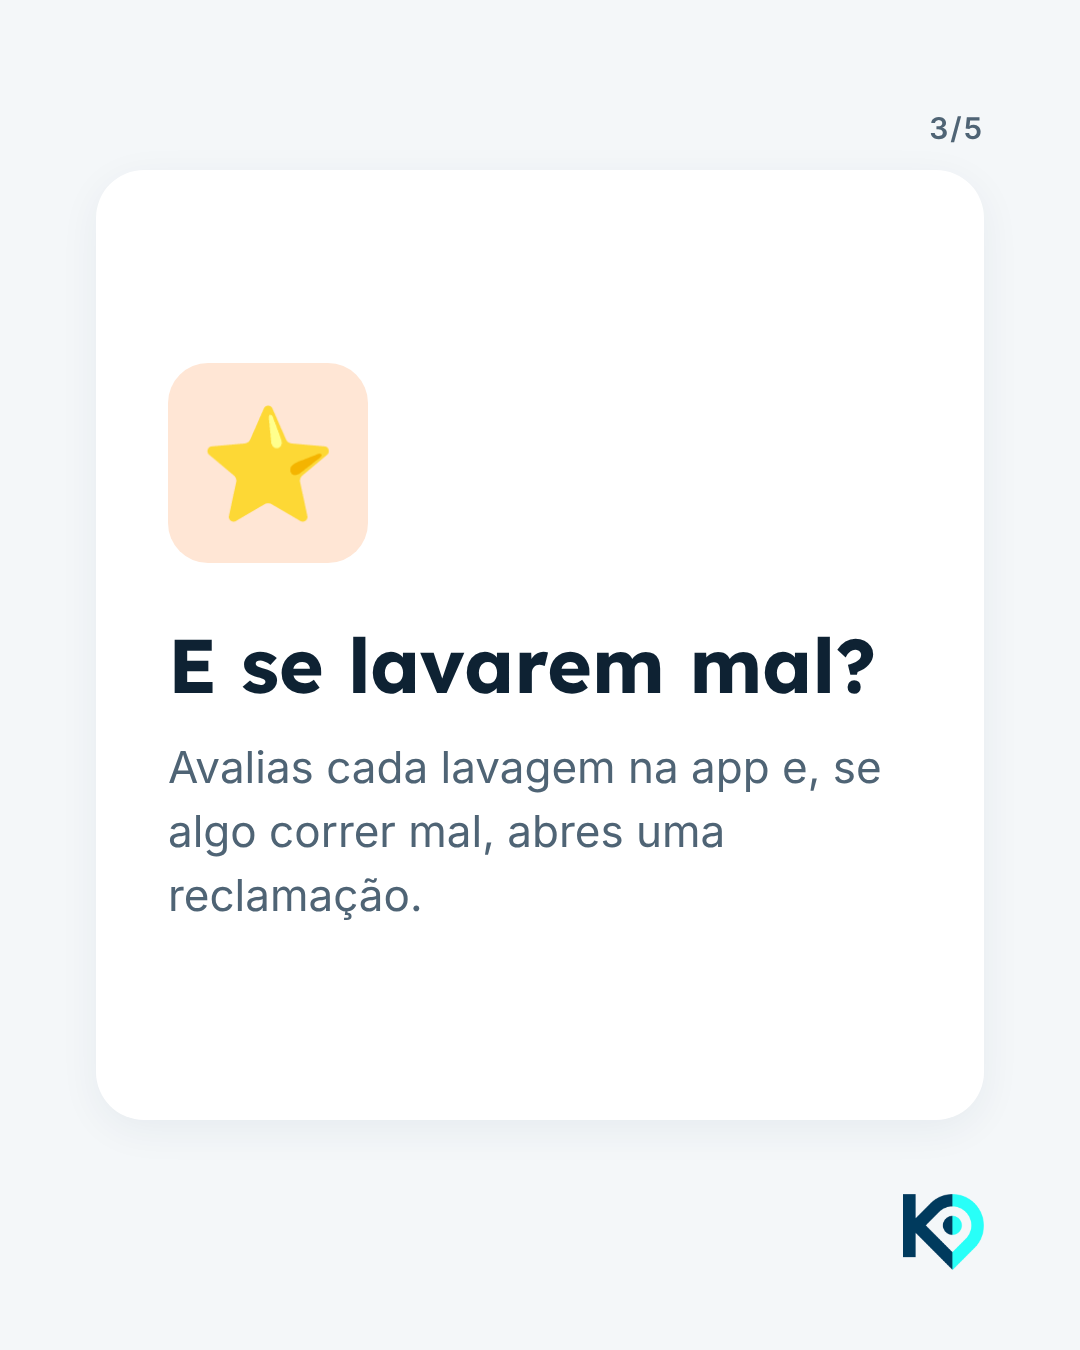 3/5
E se lavarem mal?
Avalias cada lavagem na app e, se
algo correr mal, abres uma
reclamação.